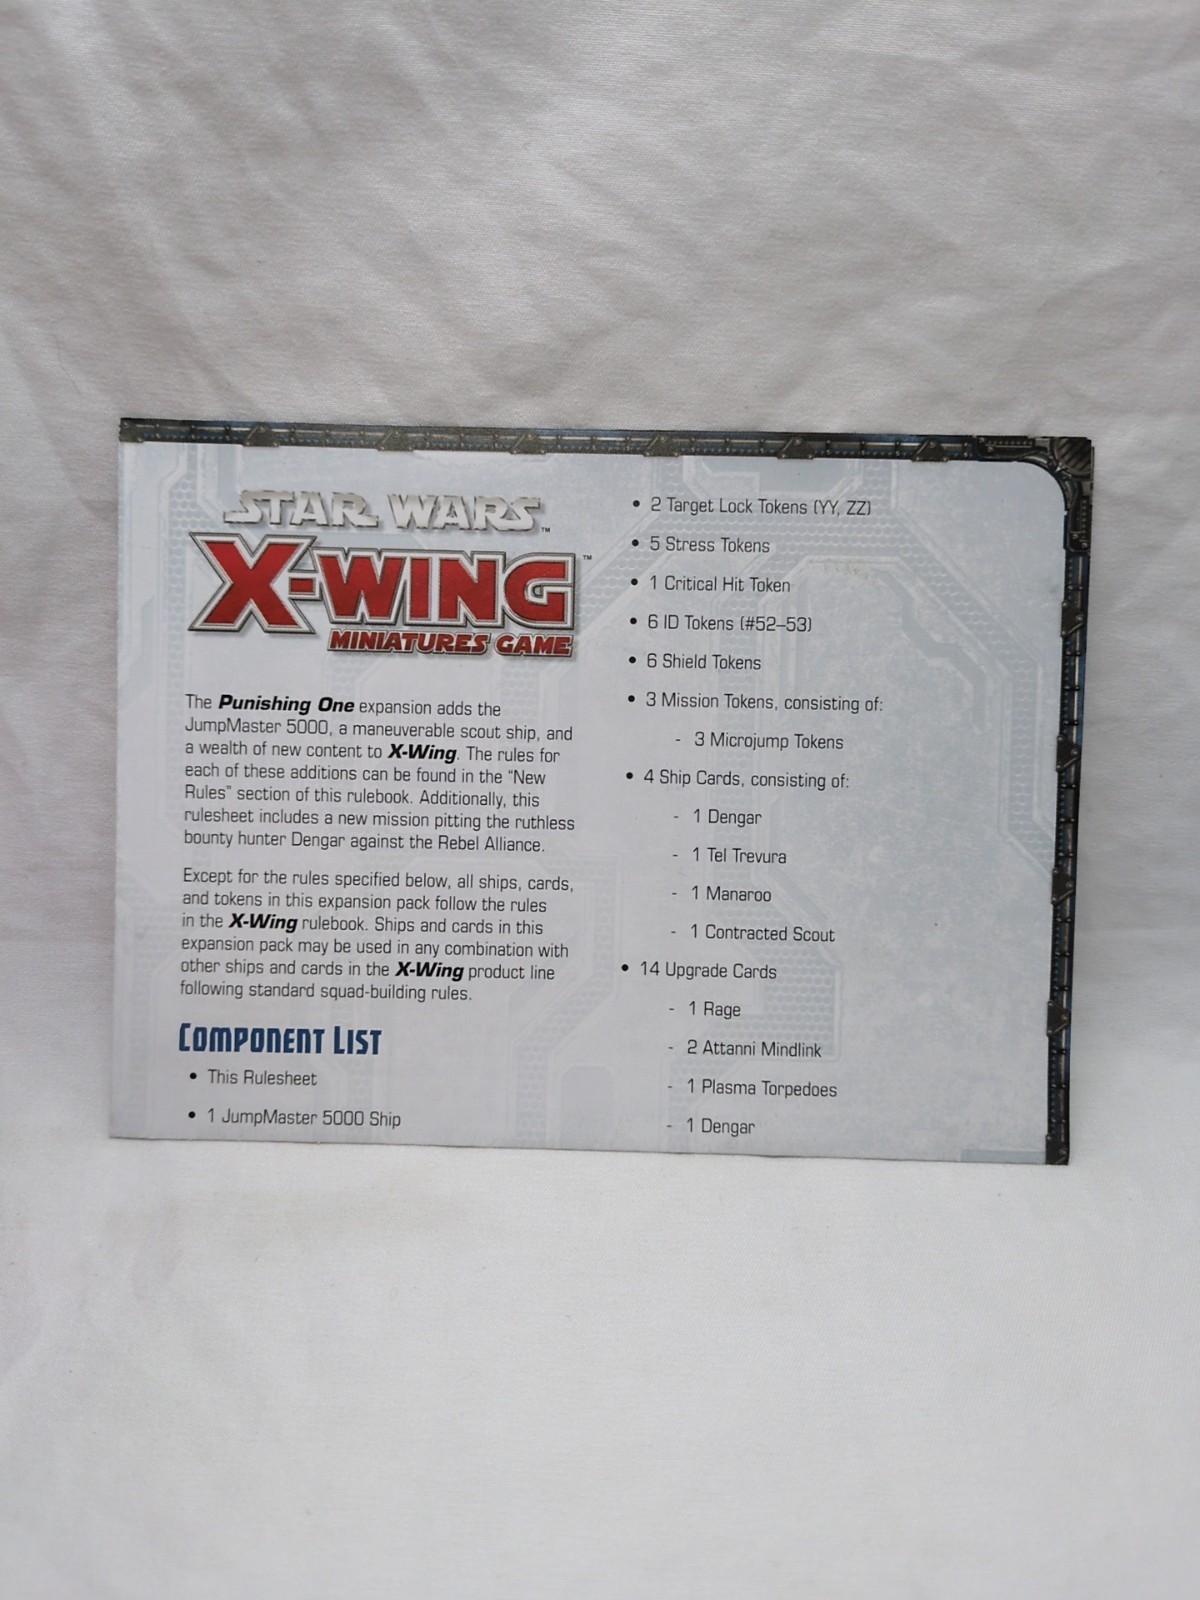 STAR WARS™
X-WING™
MINIATURES GAME
The Punishing One expansion adds the
JumpMaster 5000, a maneuverable scout ship, and
a wealth of new content to X-Wing. The rules for
each of these additions can be found in the “New
Rules” section of this rulebook. Additionally, this
rulesheet includes a new mission pitting the ruthless
bounty hunter Dengar against the Rebel Alliance.
Except for the rules specified below, all ships, cards,
and tokens in this expansion pack follow the rules
in the X-Wing rulebook. Ships and cards in this
expansion pack may be used in any combination with
other ships and cards in the X-Wing product line
following standard squad-building rules.
COMPONENT LIST
• This Rulesheet
• 1 JumpMaster 5000 Ship
• 2 Target Lock Tokens (YY, ZZ)
• 5 Stress Tokens
• 1 Critical Hit Token
• 6 ID Tokens (#52–53)
• 6 Shield Tokens
• 3 Mission Tokens, consisting of:
- 3 Microjump Tokens
• 4 Ship Cards, consisting of:
- 1 Dengar
- 1 Tel Trevura
- 1 Manaroo
- 1 Contracted Scout
• 14 Upgrade Cards
- 1 Rage
- 2 Attanni Mindlink
- 1 Plasma Torpedoes
- 1 Dengar